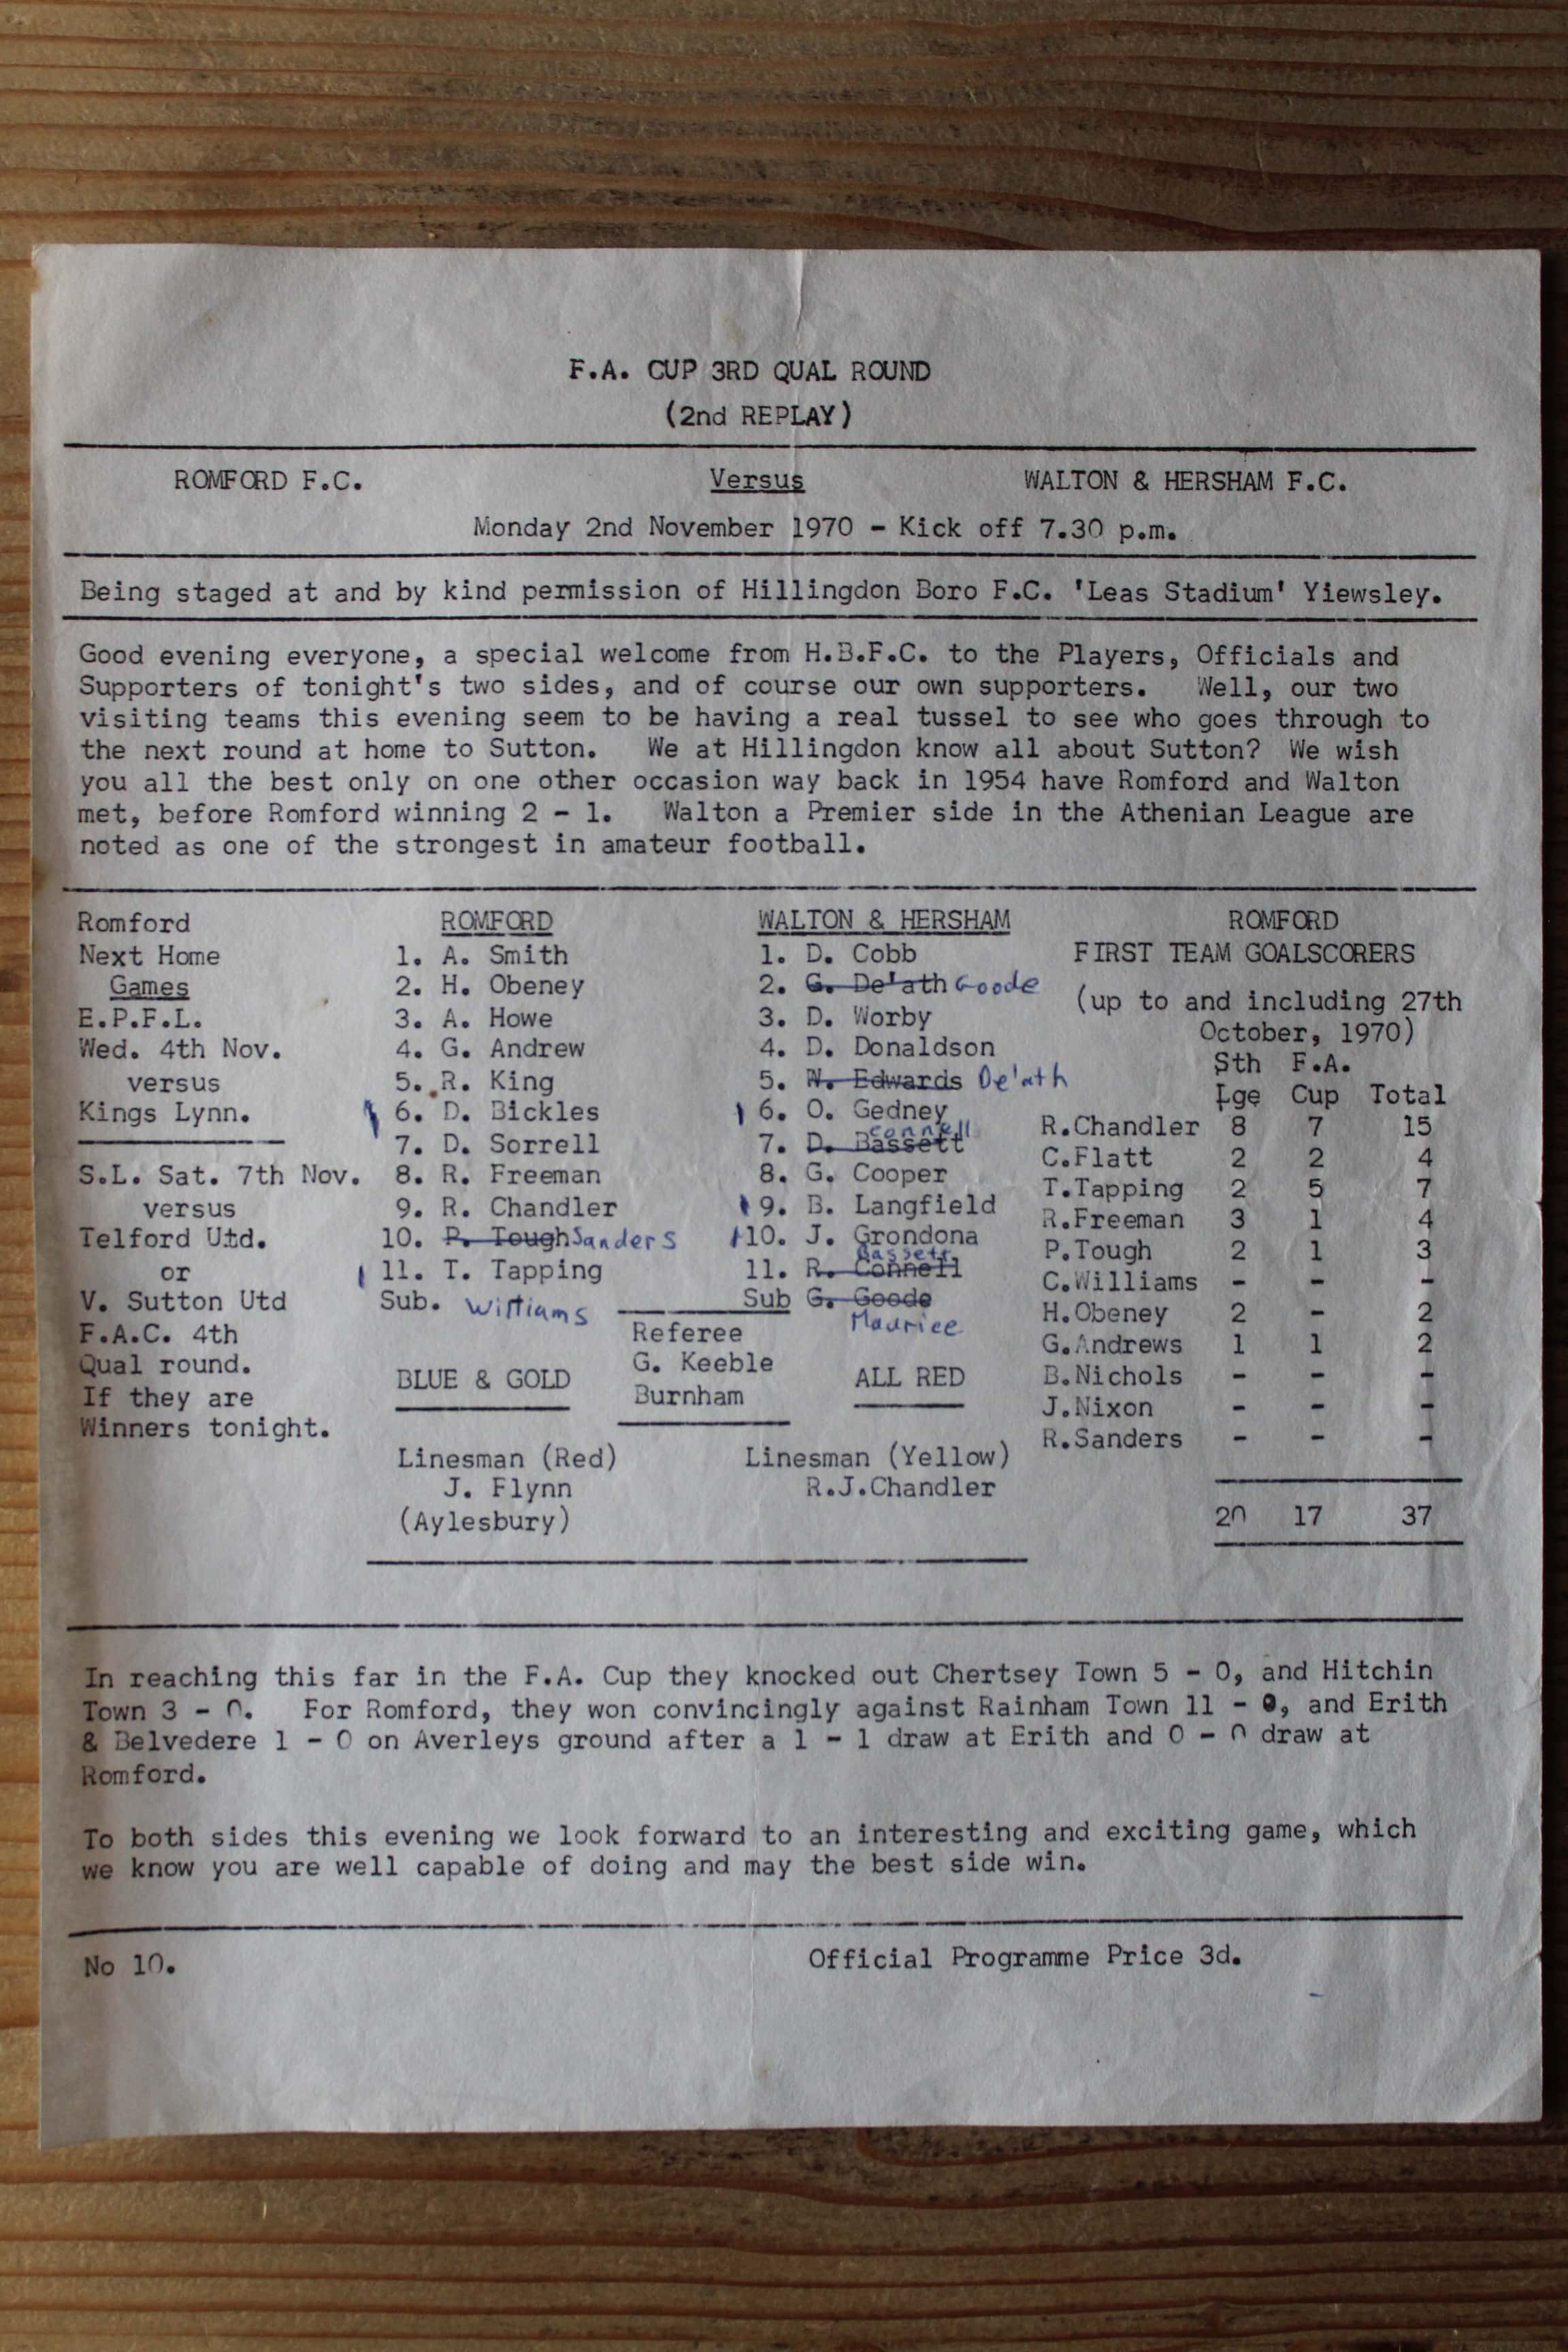 F.A. CUP 3RD QUAL ROUND
(2nd REPLAY)
ROMFORD F.C. Versus WALTON & HERSHAM F.C.
Monday 2nd November 1970 - Kick off 7.30 p.m.
Being staged at and by kind permission of Hillingdon Boro F.C. 'Leas Stadium' Yiewsley.
Good evening everyone, a special welcome from H.B.F.C. to the Players, Officials and
Supporters of tonight's two sides, and of course our own supporters. Well, our two
visiting teams this evening seem to be having a real tussel to see who goes through to
the next round at home to Sutton. We at Hillingdon know all about Sutton? We wish
you all the best only on one other occasion way back in 1954 have Romford and Walton
met, before Romford winning 2 - 1. Walton a Premier side in the Athenian League are
noted as one of the strongest in amateur football.
Romford
Next Home
Games
E.P.F.L.
Wed. 4th Nov.
versus
Kings Lynn.
S.L. Sat. 7th Nov.
versus
Telford Utd.
or
V. Sutton Utd
F.A.C. 4th
Qual round.
If they are
Winners tonight.
ROMFORD
1. A. Smith
2. H. Obeney
3. A. Howe
4. G. Andrew
5. R. King
6. D. Bickles
7. D. Sorrell
8. R. Freeman
9. R. Chandler
10. P. Tough Sanders
11. T. Tapping
Sub. Williams
BLUE & GOLD
Linesman (Red)
J. Flynn
(Aylesbury)
Referee
G. Keeble
Burnham
WALTON & HERSHAM
1. D. Cobb
2. G. De'ath Goode
3. D. Worby
4. D. Donaldson
5. N. Edwards De'ath
6. O. Gedney
Connell
7. D. Bassett
8. G. Cooper
9. B. Langfield
10. J. Grondona
Bassett
11. R. Connell
Sub G. Goode
Maurice
ALL RED
Linesman (Yellow)
R.J.Chandler
ROMFORD
FIRST TEAM GOALSCORERS
(up to and including 27th
October, 1970)
Sth F.A.
Lge Cup Total
R.Chandler 8 7 15
C.Flatt 2 2 4
T.Tapping 2 5 7
R.Freeman 3 1 4
P.Tough 2 1 3
C.Williams - - -
H.Obeney 2 - 2
G.Andrews 1 1 2
B.Nichols - - -
J.Nixon - - -
R.Sanders - - -
20 17 37
In reaching this far in the F.A. Cup they knocked out Chertsey Town 5 - 0, and Hitchin
Town 3 - 0. For Romford, they won convincingly against Rainham Town 11 - 0, and Erith
& Belvedere 1 - 0 on Averleys ground after a 1 - 1 draw at Erith and 0 - 0 draw at
Romford.
To both sides this evening we look forward to an interesting and exciting game, which
we know you are well capable of doing and may the best side win.
No 10. Official Programme Price 3d.